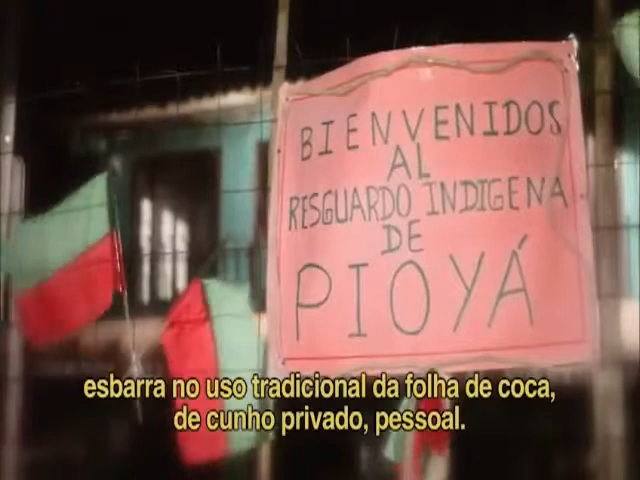 BIENVENIDOS
AL
RESGUARDO INDIGENA
DE
PIOYÁ
esbarra no uso tradicional da folha de coca,
de cunho privado, pessoal.